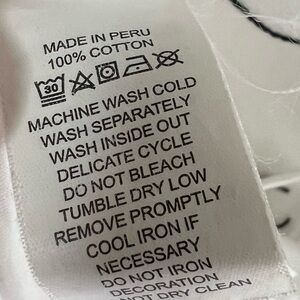 MADE IN PERU
100% COTTON
30
MACHINE WASH COLD
WASH SEPARATELY
WASH INSIDE OUT
DELICATE CYCLE
DO NOT BLEACH
TUMBLE DRY LOW
REMOVE PROMPTLY
COOL IRON IF
NECESSARY
DO NOT IRON
DECORATION
NOT DRY CLEAN